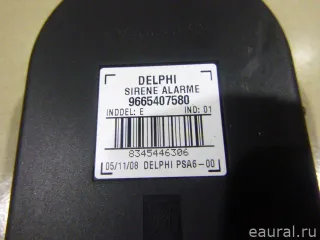 DELPHI
SIRENE ALARME
9665407580
INDDEL: E IND: 01
8345446306
05/11/08 DELPHI PSA6-00
eaural.ru